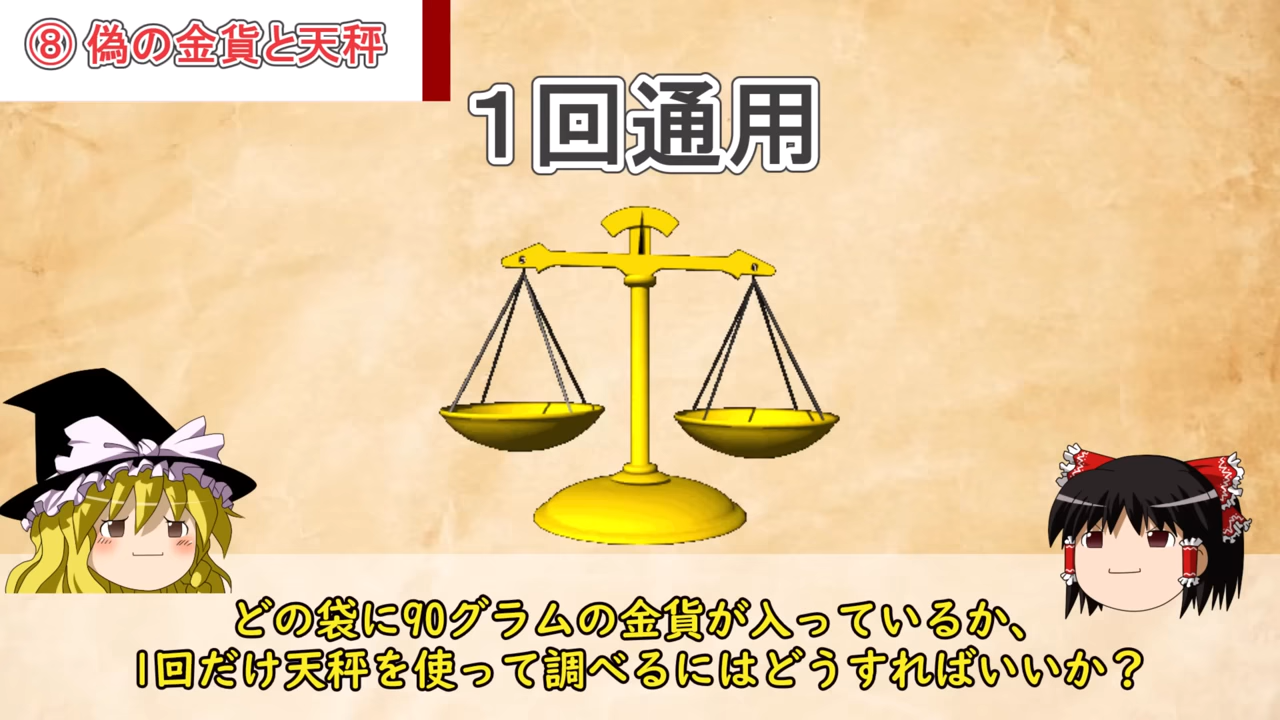 ⑧ 偽の金貨と天秤
1回通用
どの袋に90グラムの金貨が入っているか、
1回だけ天秤を使って調べるにはどうすればいいか？